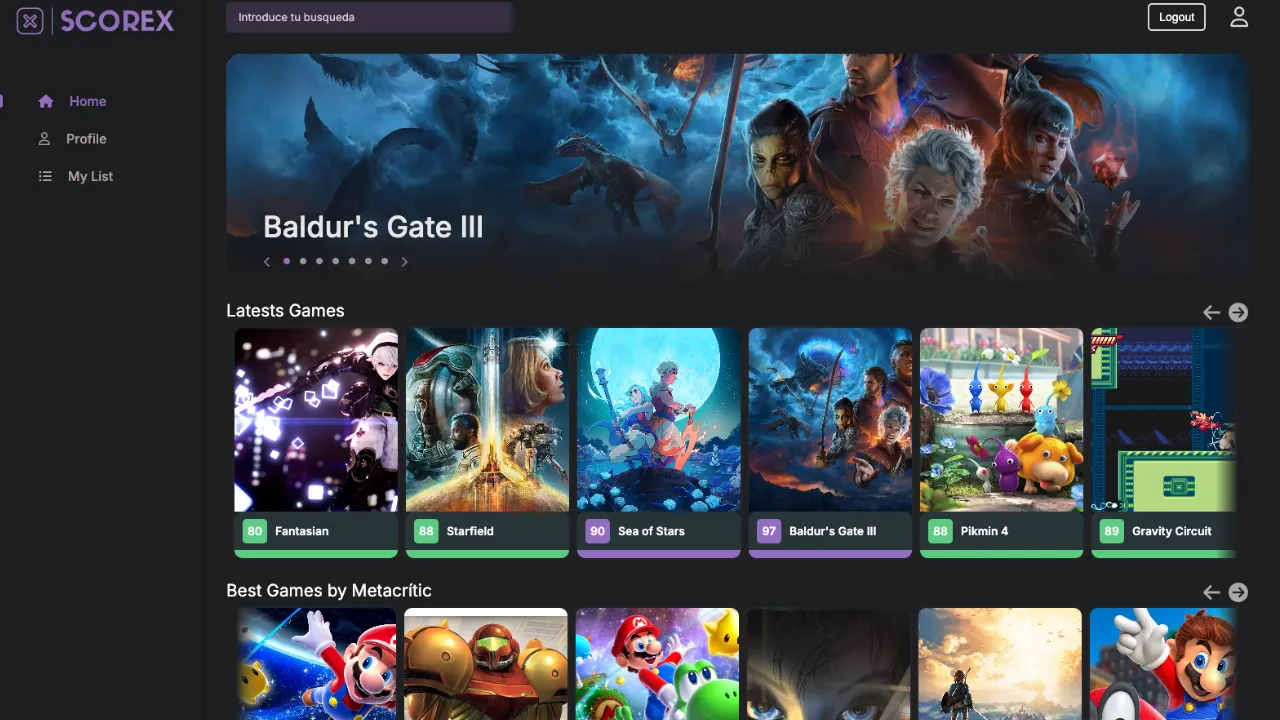 SCOREX
Introduce tu busqueda
Logout
Home
Profile
My List
Baldur's Gate III
Latests Games
80 Fantasian
88 Starfield
90 Sea of Stars
97 Baldur's Gate III
88 Pikmin 4
89 Gravity Circuit
Best Games by Metacrític